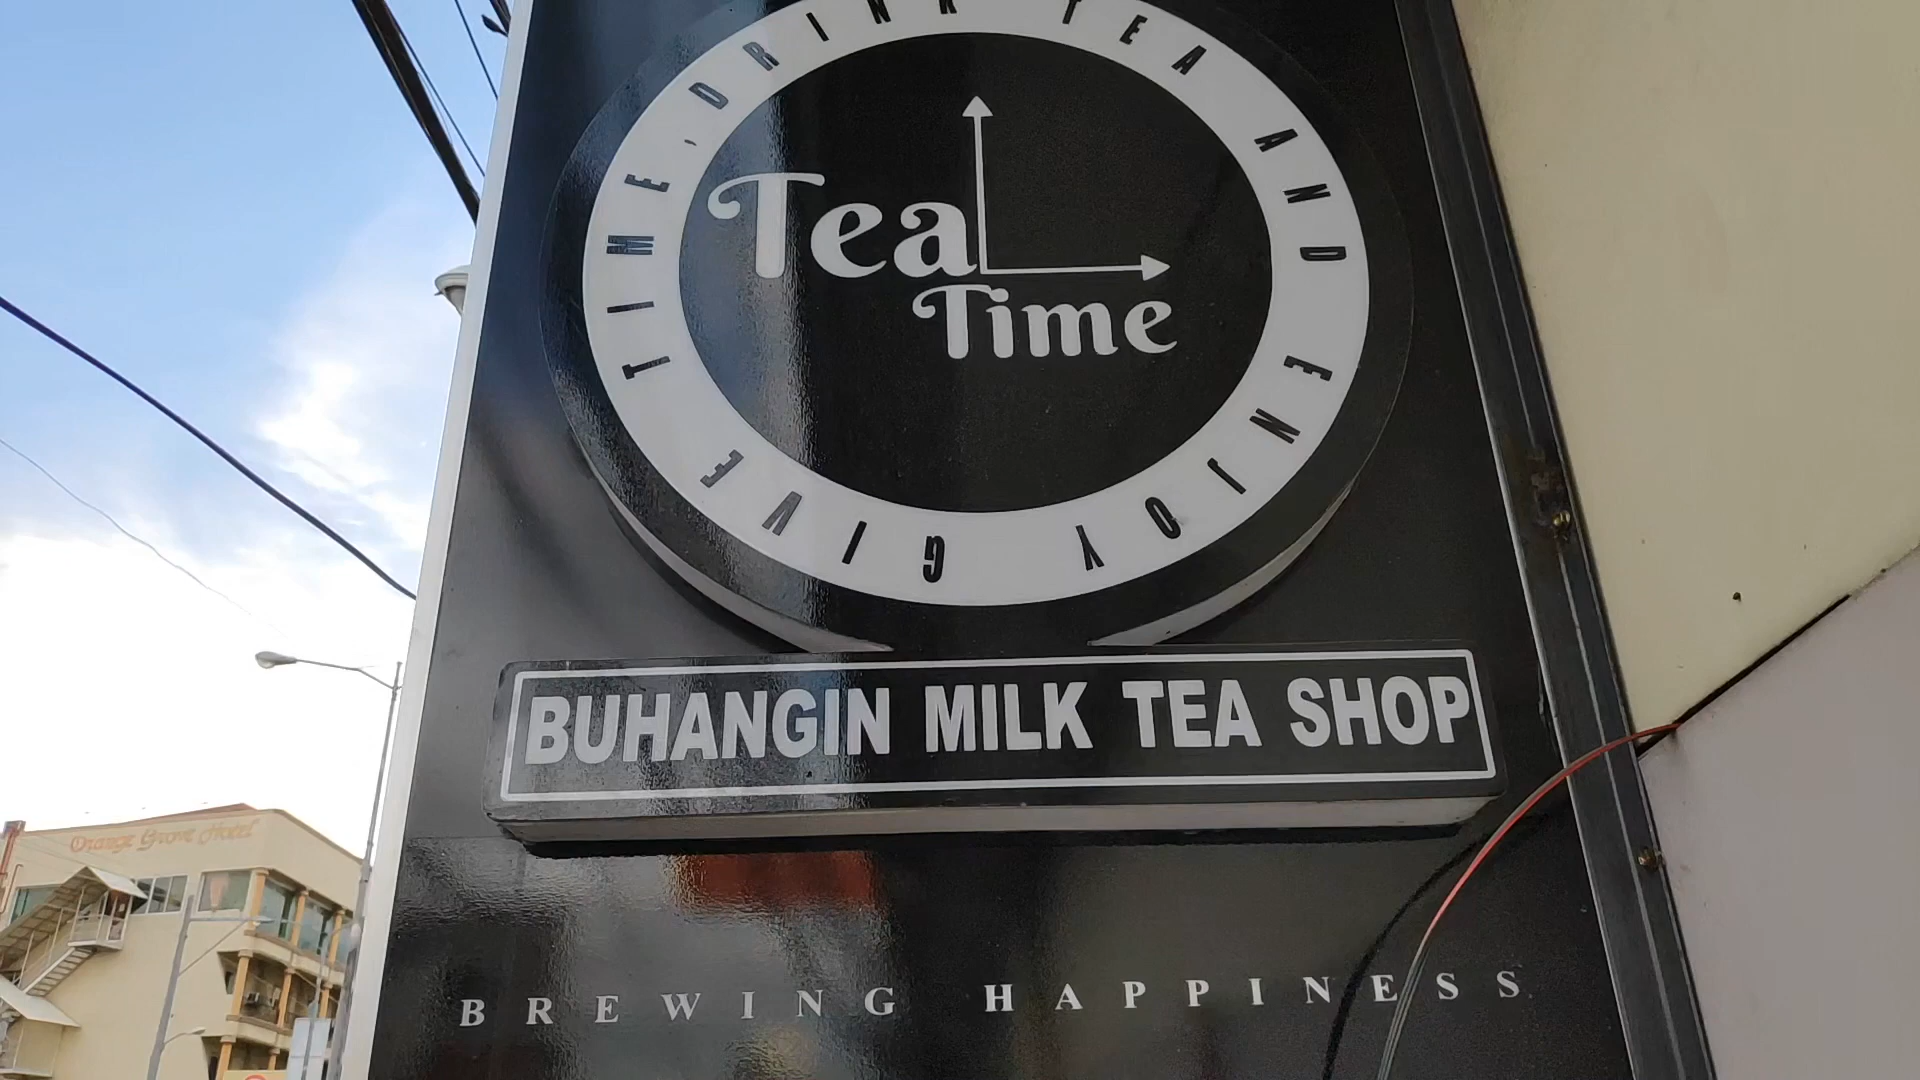 GIVE TIME, DRINK TEA AND ENJOY
Tea
Time
BUHANGIN MILK TEA SHOP
BREWING HAPPINESS
Orange Grove Hotel